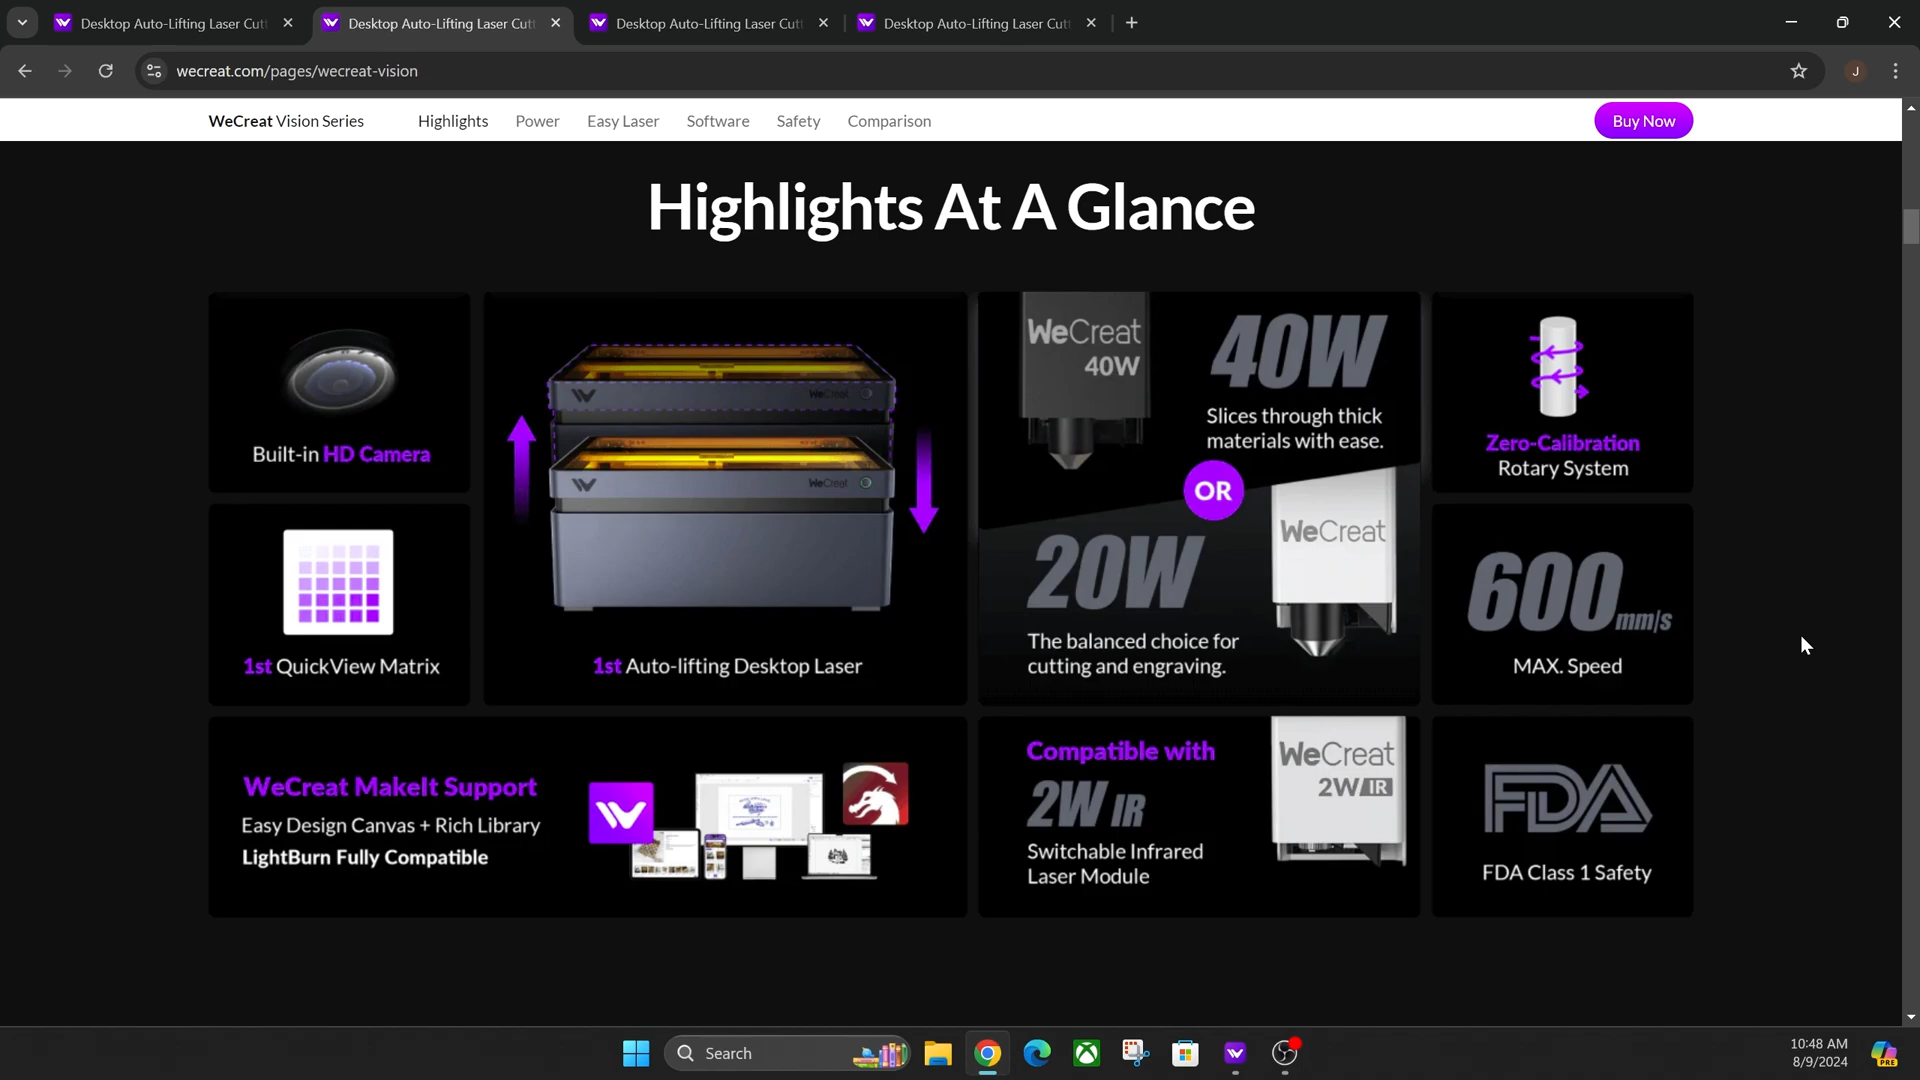 Desktop Auto-Lifting Laser Cutt
Desktop Auto-Lifting Laser Cutt
Desktop Auto-Lifting Laser Cutt
Desktop Auto-Lifting Laser Cutt
wecreat.com/pages/wecreat-vision
J
WeCreat Vision Series
Highlights
Power
Easy Laser
Software
Safety
Comparison
Buy Now
Highlights At A Glance
Built-in HD Camera
1st QuickView Matrix
WeCreat
WeCreat
1st Auto-lifting Desktop Laser
WeCreat
40W
40W
Slices through thick
materials with ease.
OR
20W
The balanced choice for
cutting and engraving.
WeCreat
Zero-Calibration
Rotary System
600mm/s
MAX. Speed
WeCreat MakeIt Support
Easy Design Canvas + Rich Library
LightBurn Fully Compatible
Compatible with
2W IR
Switchable Infrared
Laser Module
WeCreat
2W IR
FDA
FDA Class 1 Safety
Search
10:48 AM
8/9/2024
PRE